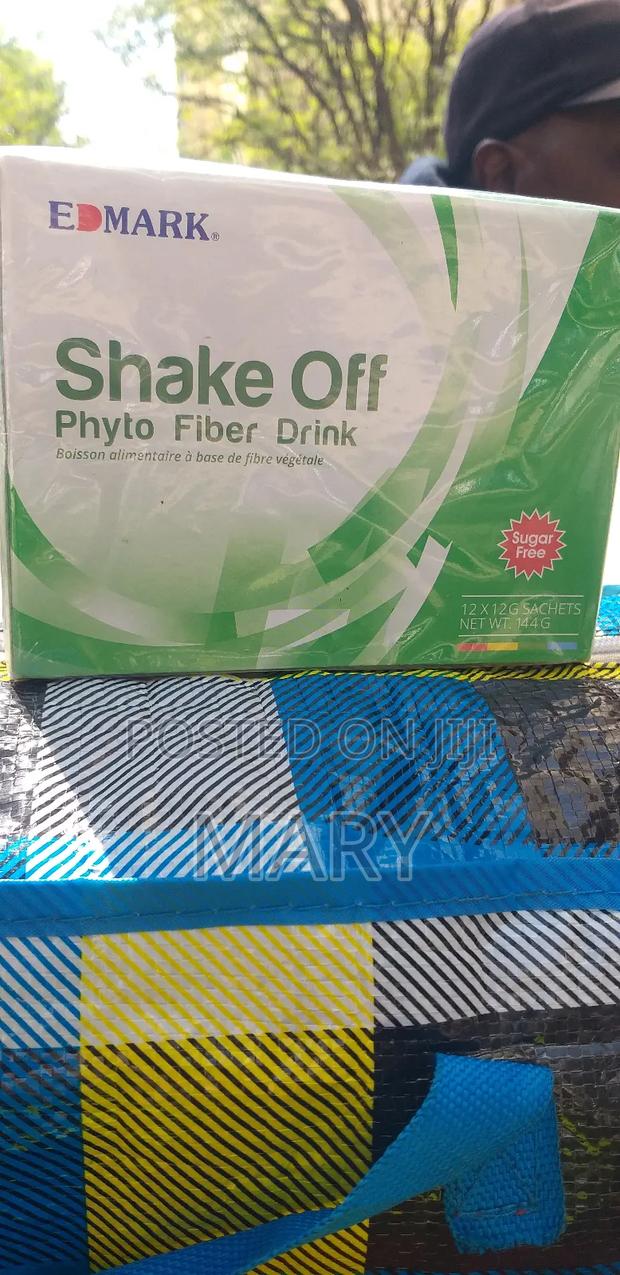 EDMARK®
Shake Off
Phyto Fiber Drink
Boisson alimentaire à base de fibre végétale
Sugar
Free
12 X 12G SACHETS
NET WT. 144G
POSTED ON JIJI
MARY